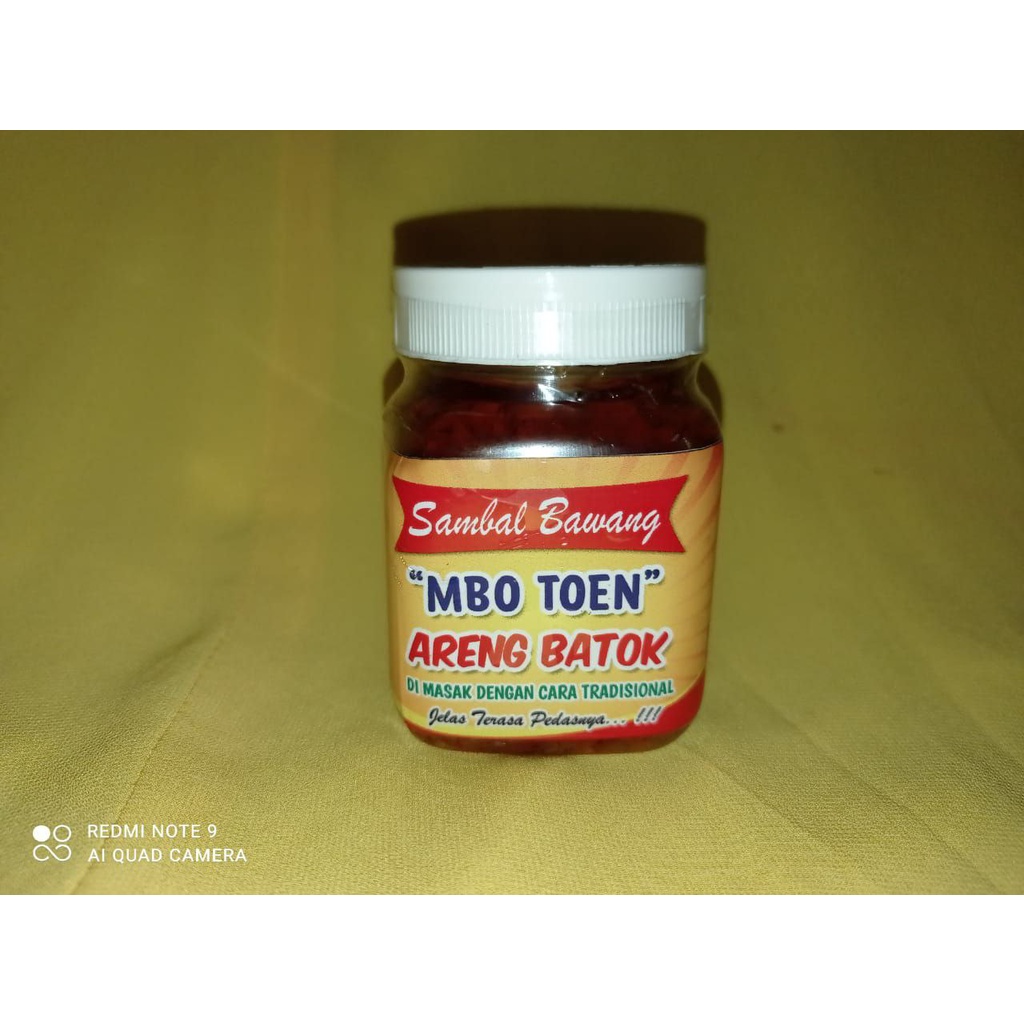 Sambal Bawang
"MBO TOEN"
ARENG BATOK
DI MASAK DENGAN CARA TRADISIONAL
Jelas Terasa Pedasnya... !!!
REDMI NOTE 9
AI QUAD CAMERA